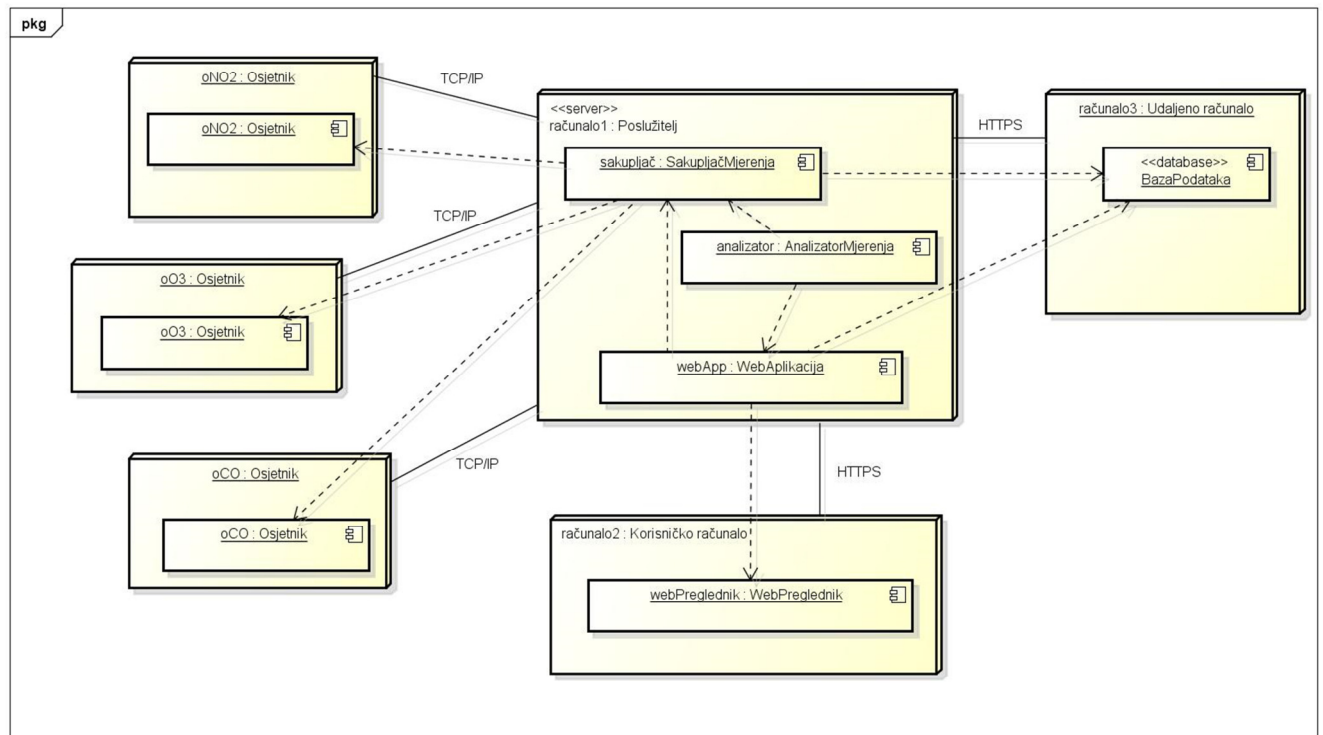 pkg
oNO2 : Osjetnik
oNO2 : Osjetnik
TCP/IP
<<server>>
računalo1 : Poslužitelj
sakupljač : SakupljačMjerenja
analizator : AnalizatorMjerenja
webApp : WebAplikacija
HTTPS
računalo3 : Udaljeno računalo
<<database>>
BazaPodataka
TCP/IP
oO3 : Osjetnik
oO3 : Osjetnik
TCP/IP
oCO : Osjetnik
oCO : Osjetnik
HTTPS
računalo2 : Korisničko računalo
webPreglednik : WebPreglednik